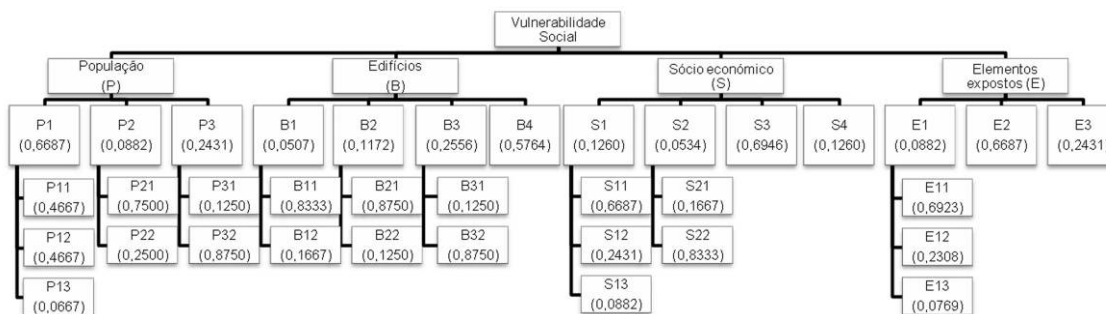 Vulnerabilidade
Social
População
(P)
Edifícios
(B)
Sócio económico
(S)
Elementos
expostos (E)
P1
(0,6687)
P2
(0,0882)
P3
(0,2431)
B1
(0,0507)
B2
(0,1172)
B3
(0,2556)
B4
(0,5764)
S1
(0,1260)
S2
(0,0534)
S3
(0,6946)
S4
(0,1260)
E1
(0,0882)
E2
(0,6687)
E3
(0,2431)
P11
(0,4667)
P21
(0,7500)
P31
(0,1250)
B11
(0,8333)
B21
(0,8750)
B31
(0,1250)
S11
(0,6687)
S21
(0,1667)
E11
(0,6923)
P12
(0,4667)
P22
(0,2500)
P32
(0,8750)
B12
(0,1667)
B22
(0,1250)
B32
(0,8750)
S12
(0,2431)
S22
(0,8333)
E12
(0,2308)
P13
(0,0667)
S13
(0,0882)
E13
(0,0769)